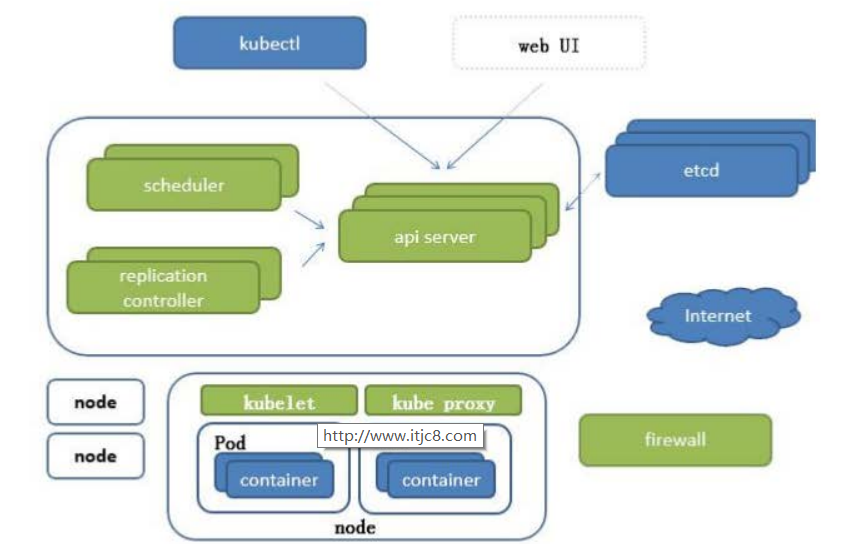 kubectl
web UI
scheduler
api server
etcd
replication
controller
Internet
node
node
kubelet
kube proxy
http://www.itjc8.com
Pod
container
container
node
firewall